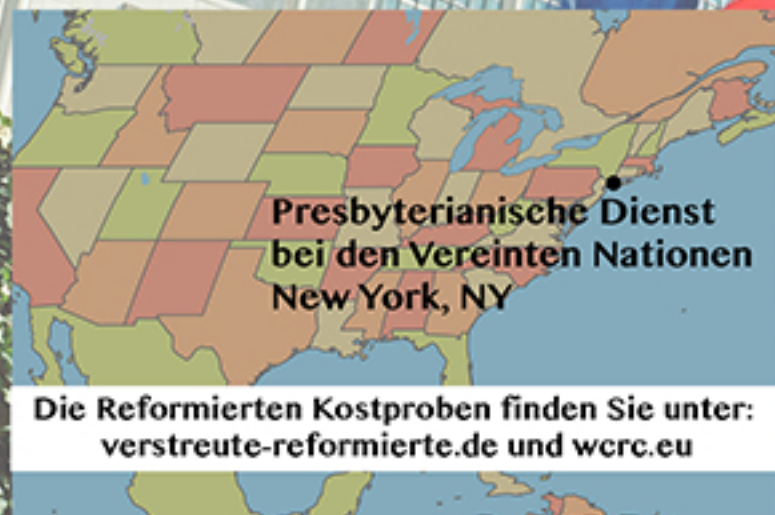 Presbyterianische Dienst
bei den Vereinten Nationen
New York, NY
Die Reformierten Kostproben finden Sie unter:
verstreute-reformierte.de und wcrc.eu